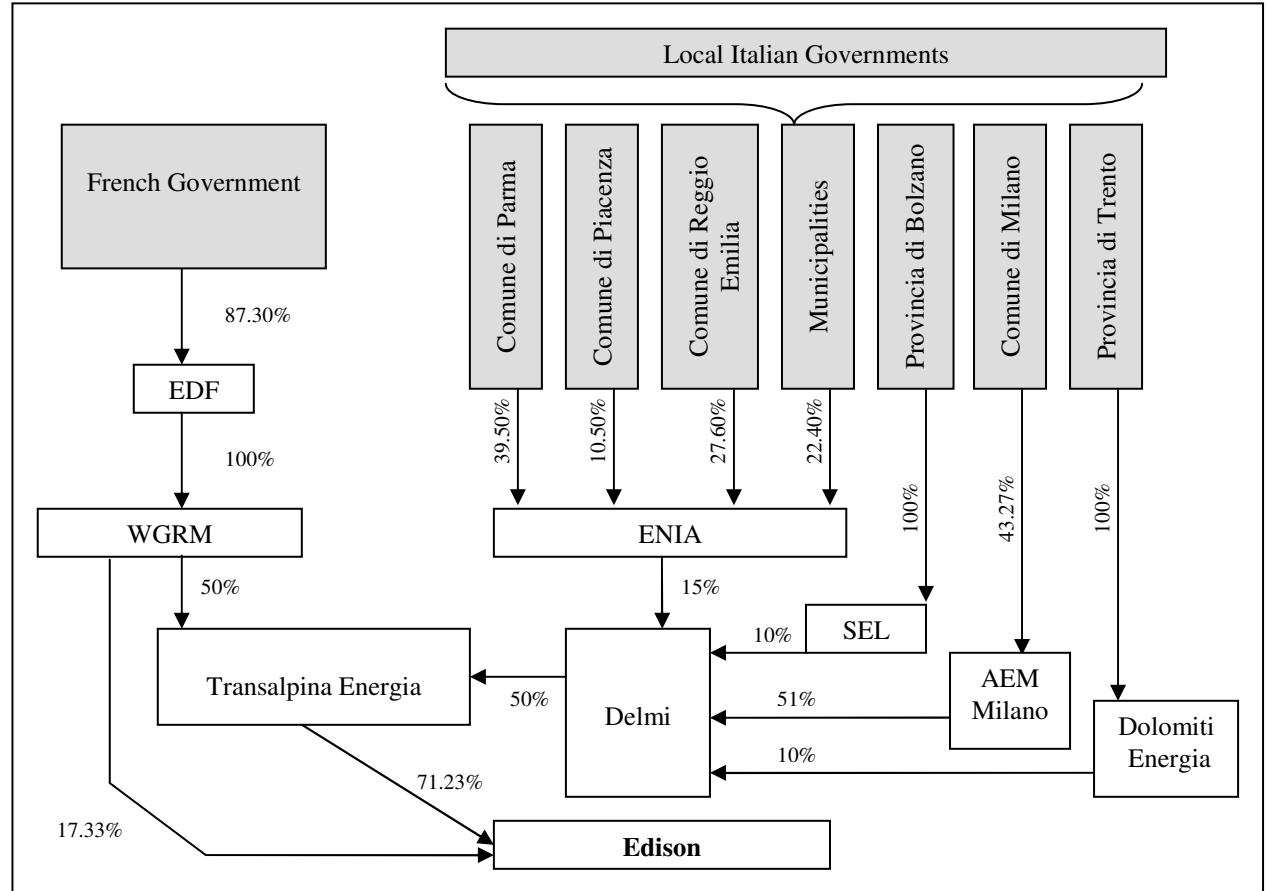 Local Italian Governments
French Government
Comune di Parma
Comune di Piacenza
Comune di Reggio
Emilia
Municipalities
Provincia di Bolzano
Comune di Milano
Provincia di Trento
87.30%
EDF
100%
39.50%
10.50%
27.60%
22.40%
100%
43.27%
100%
WGRM
ENIA
50%
15%
SEL
10%
Transalpina Energia
50%
Delmi
51%
AEM
Milano
10%
Dolomiti
Energia
71.23%
17.33%
Edison